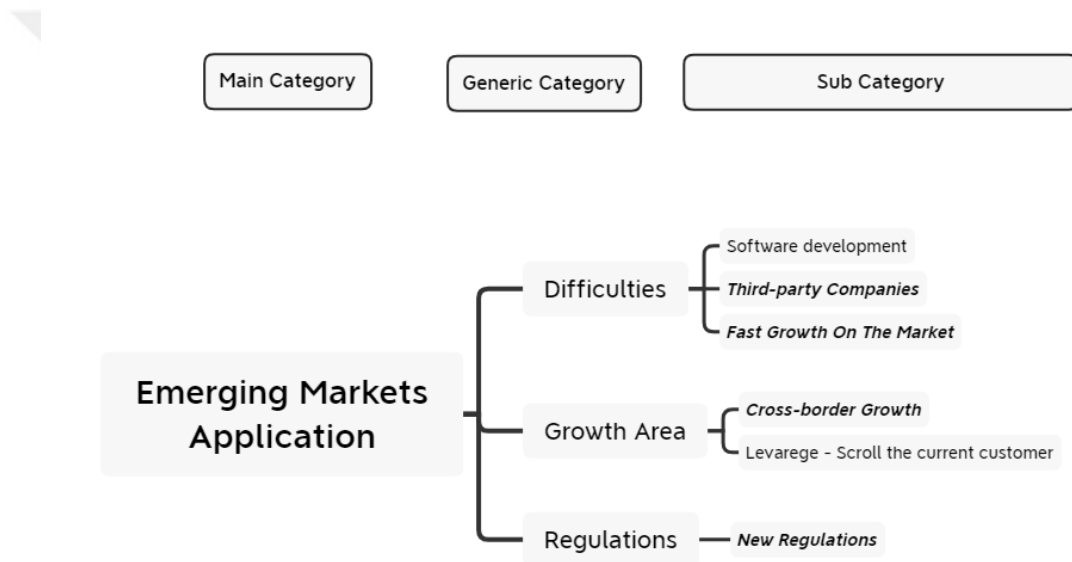 Main Category
Generic Category
Sub Category
Software development
Difficulties
Third-party Companies
Fast Growth On The Market
Emerging Markets
Application
Cross-border Growth
Growth Area
Levarege - Scroll the current customer
Regulations
New Regulations